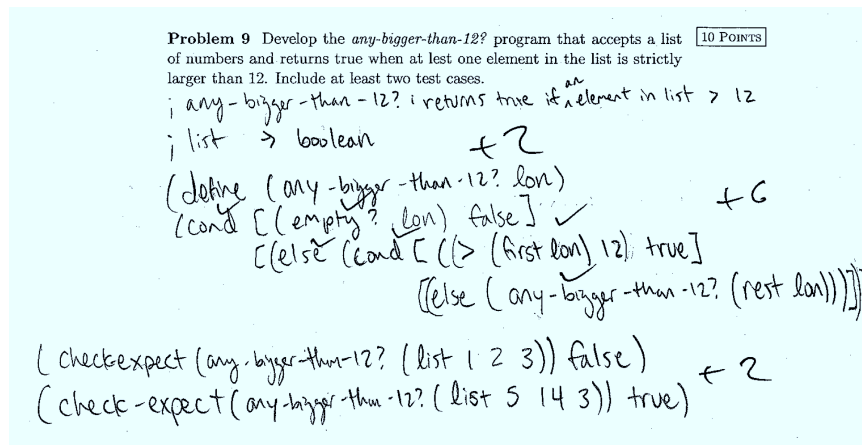 Problem 9 Develop the any-bigger-than-12? program that accepts a list 10 POINTS
of numbers and returns true when at lest one element in the list is strictly
larger than 12. Include at least two test cases.
; any-bigger-than-12? : returns true if an element in list > 12
; list → boolean +2
(define (any-bigger-than-12? lon) +6
(cond [(empty? lon) false] ✓
[(else (cond [((> (first lon) 12) true]
[(else (any-bigger-than-12? (rest lon)))]])
(check-expect (any-bigger-than-12? (list 1 2 3)) false) +2
(check-expect (any-bigger-than-12? (list 5 14 3)) true)